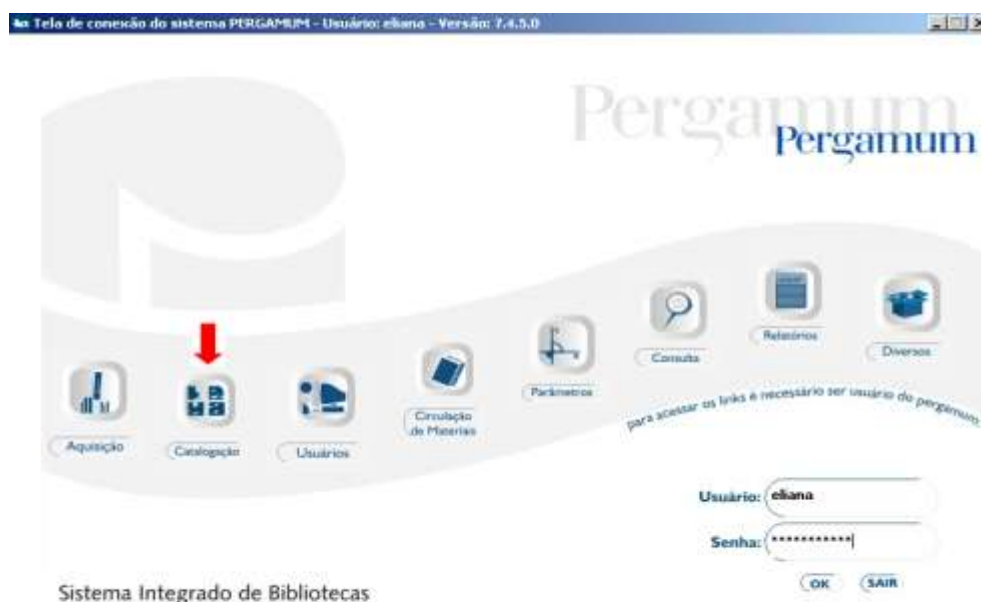 Tela de conexão do sistema PERGAMUM - Usuário: eliana - Versão: 7.4.5.0
Pergamum
Pergamum
Relatórios
Consulta
Diversos
Parâmetros
Circulação
de Materiais
Aquisição
Catalogação
Usuários
para acessar os links é necessário ser usuário do pergamum
Usuário: eliana
Senha: ***********
OK SAIR
Sistema Integrado de Bibliotecas